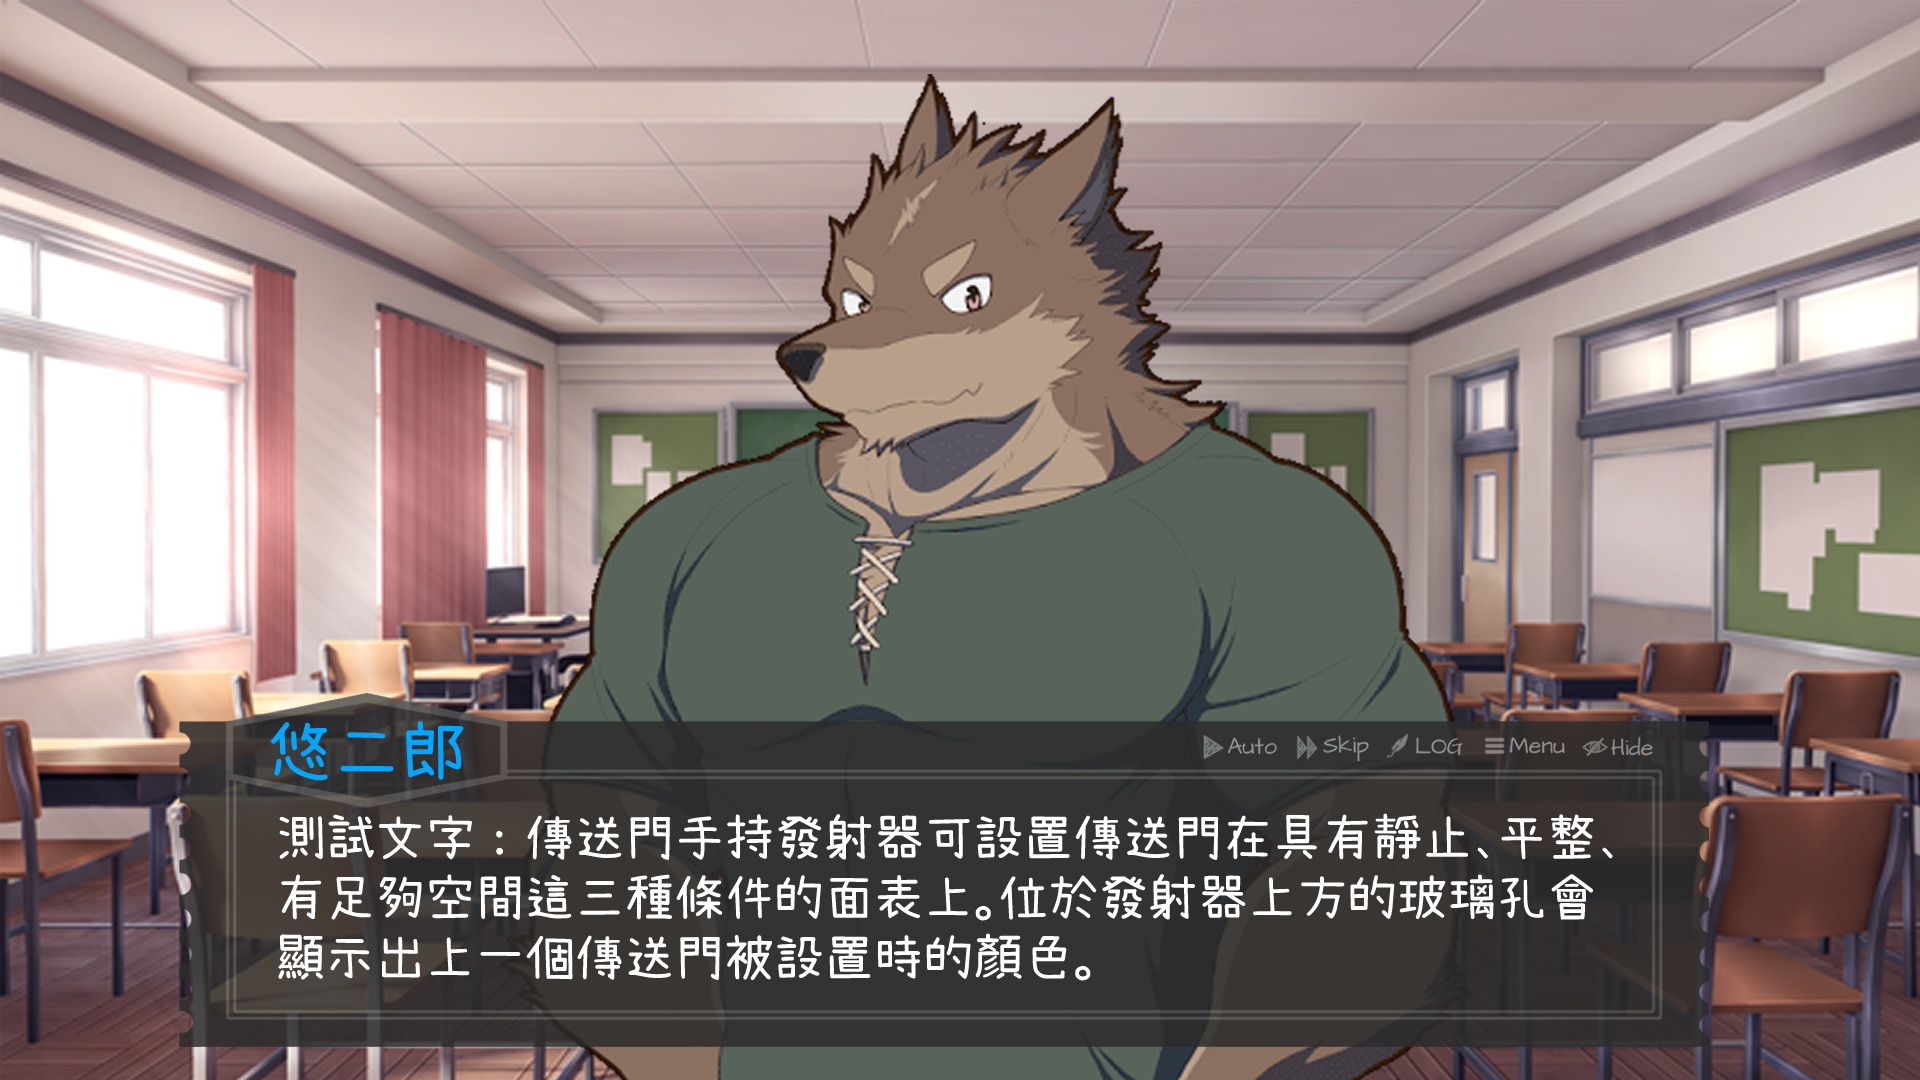 悠二郎
Auto Skip LOG Menu Hide
測試文字：傳送門手持發射器可設置傳送門在具有靜止、平整、
有足夠空間這三種條件的面表上。位於發射器上方的玻璃孔會
顯示出上一個傳送門被設置時的顏色。